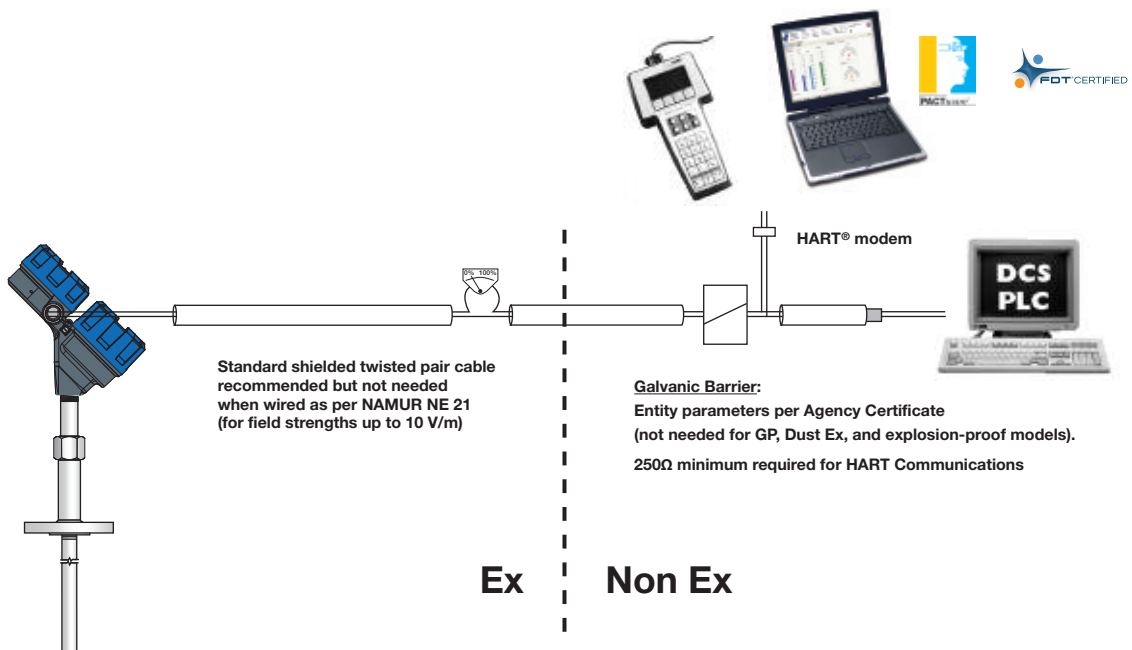 PACTware
FDT CERTIFIED
HART® modem
0% 100%
DCS
PLC
Standard shielded twisted pair cable
recommended but not needed
when wired as per NAMUR NE 21
(for field strengths up to 10 V/m)
Galvanic Barrier:
Entity parameters per Agency Certificate
(not needed for GP, Dust Ex, and explosion-proof models).
250Ω minimum required for HART Communications
Ex
Non Ex